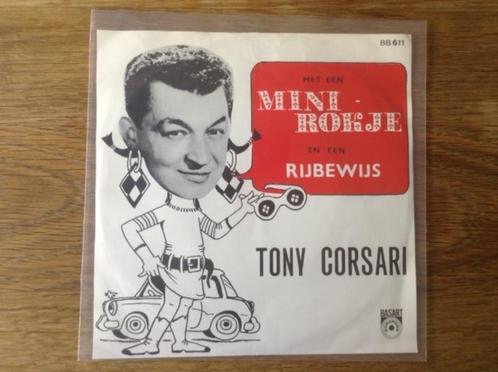 BB 611
MET EEN
MINI-
ROKJE
EN EEN
RIJBEWIJS
TONY CORSARI
BASART